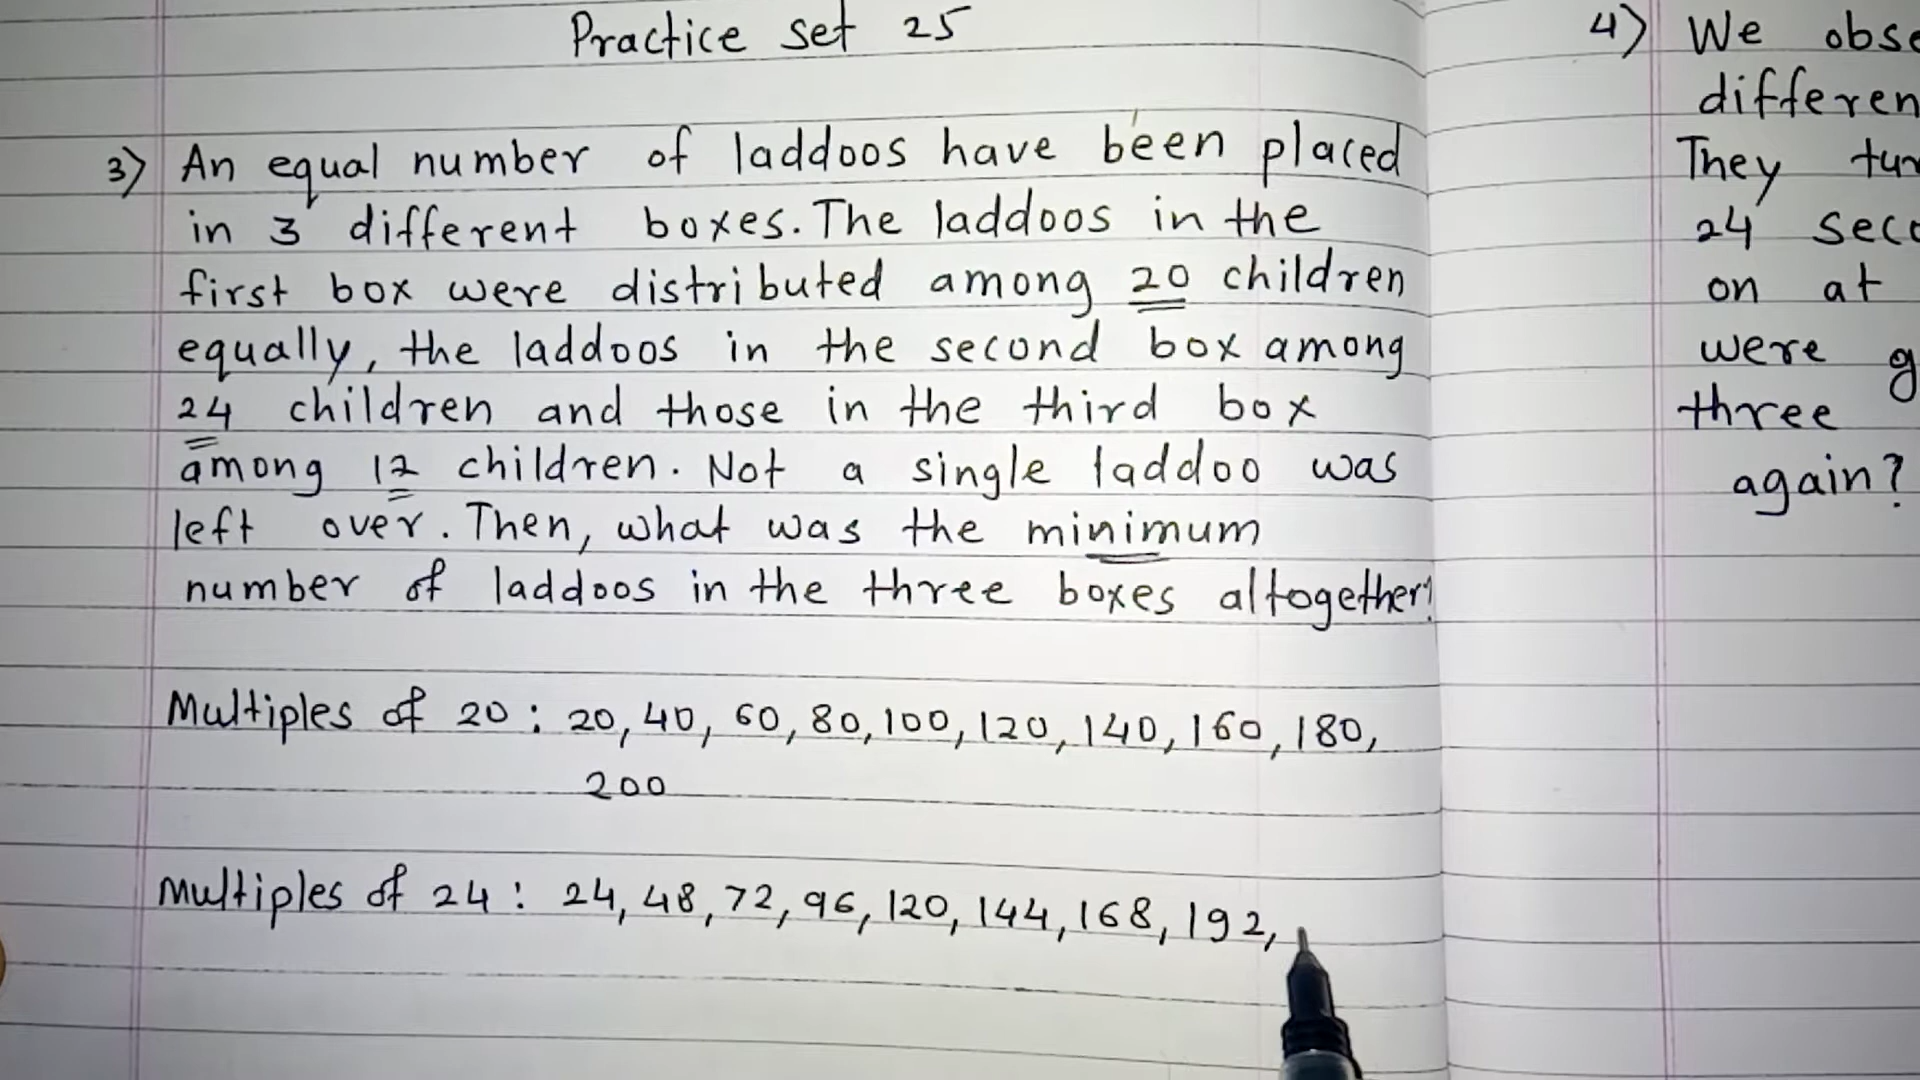 Practice set 25
3) An equal number of laddoos have been placed
in 3 different boxes. The laddoos in the
first box were distributed among 20 children
equally, the laddoos in the second box among
24 children and those in the third box
among 12 children. Not a single laddoo was
left over. Then, what was the minimum
number of laddoos in the three boxes altogether?
Multiples of 20 : 20, 40, 60, 80, 100, 120, 140, 160, 180,
200
Multiples of 24 : 24, 48, 72, 96, 120, 144, 168, 192,
4) We
They
24
on at
were
three
again?